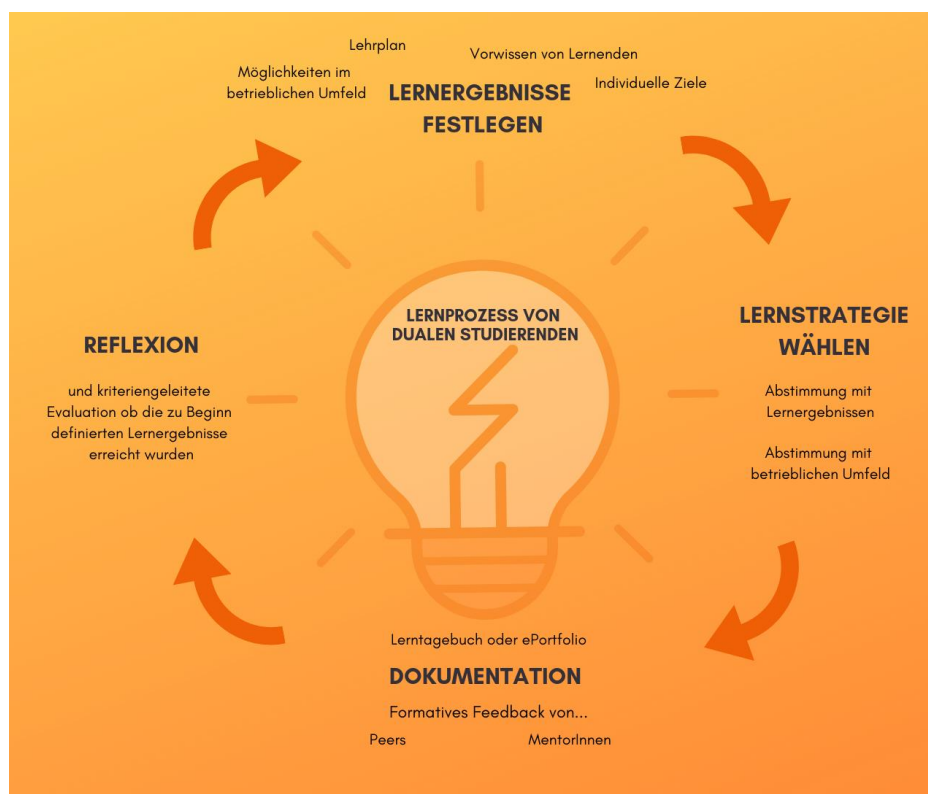 Lehrplan
Vorwissen von Lernenden
Möglichkeiten im
betrieblichen Umfeld
Individuelle Ziele
LERNERGEBNISSE
FESTLEGEN
LERNPROZESS VON
DUALEN STUDIERENDEN
LERNSTRATEGIE
WÄHLEN
Abstimmung mit
Lernergebnissen
Abstimmung mit
betrieblichen Umfeld
Lerntagebuch oder ePortfolio
DOKUMENTATION
Formatives Feedback von...
Peers
MentorInnen
REFLEXION
und kriteriengeleitete
Evaluation ob die zu Beginn
definierten Lernergebnisse
erreicht wurden